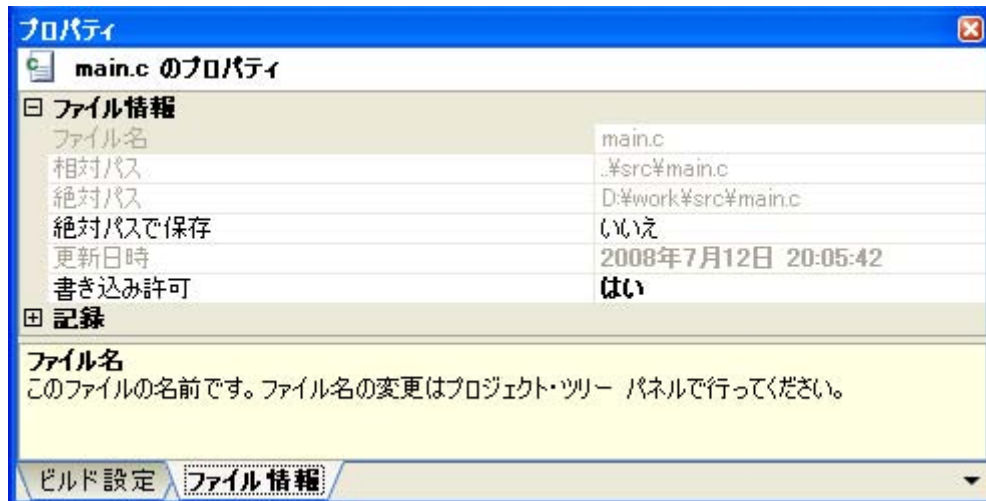 プロパティ
main.c のプロパティ
ファイル情報
ファイル名 main.c
相対パス ..¥src¥main.c
絶対パス D:¥work¥src¥main.c
絶対パスで保存 いいえ
更新日時 2008年7月12日 20:05:42
書き込み許可 はい
記録
ファイル名
このファイルの名前です。ファイル名の変更はプロジェクト・ツリー パネルで行ってください。
ビルド設定 ファイル情報